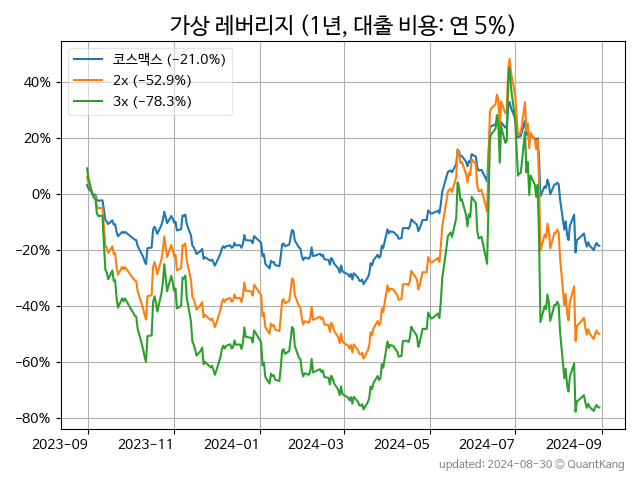 가상 레버리지 (1년, 대출 비용: 연 5%)
코스맥스 (−21.0%)
2x (−52.9%)
3x (−78.3%)
40%
20%
0%
−20%
−40%
−60%
−80%
2023-09
2023-11
2024-01
2024-03
2024-05
2024-07
2024-09
updated: 2024-08-30 ⓒ QuantKang